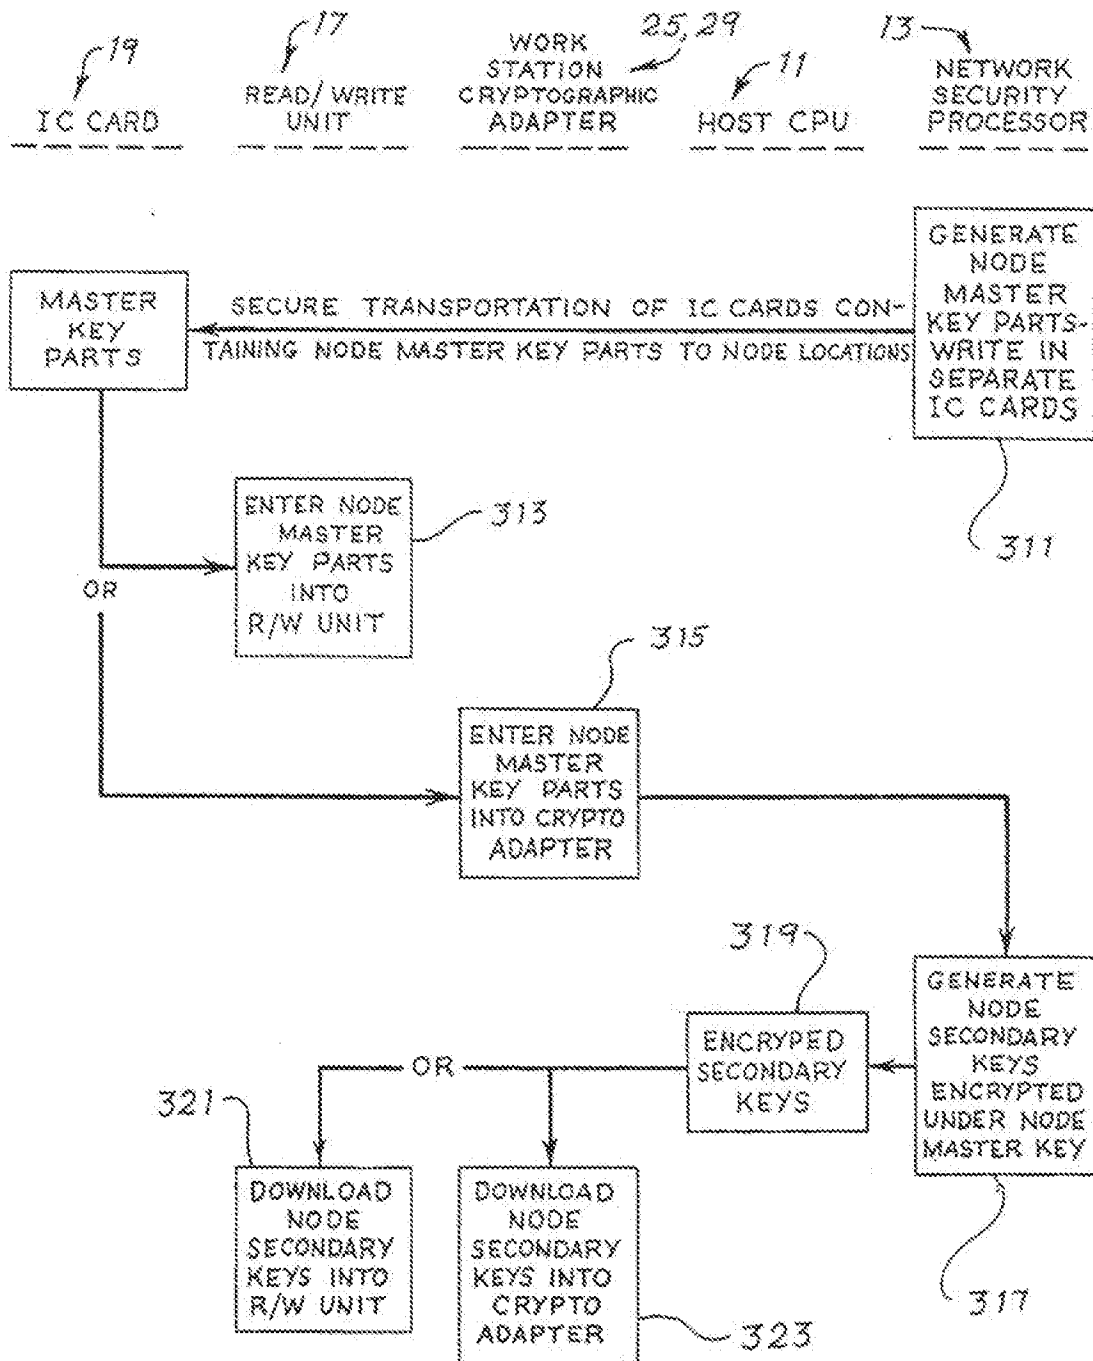 19
IC CARD
17
READ/WRITE
UNIT
25, 29
WORK
STATION
CRYPTOGRAPHIC
ADAPTER
11
HOST CPU
13
NETWORK
SECURITY
PROCESSOR
GENERATE
NODE
MASTER
KEY PARTS-
WRITE IN
SEPARATE
IC CARDS
311
SECURE TRANSPORTATION OF IC CARDS CON-
TAINING NODE MASTER KEY PARTS TO NODE LOCATIONS
MASTER
KEY
PARTS
OR
ENTER NODE
MASTER
KEY PARTS
INTO
R/W UNIT
313
315
ENTER NODE
MASTER
KEY PARTS
INTO CRYPTO
ADAPTER
GENERATE
NODE
SECONDARY
KEYS
ENCRYPTED
UNDER NODE
MASTER KEY
317
319
ENCRYPED
SECONDARY
KEYS
OR
321
DOWNLOAD
NODE
SECONDARY
KEYS INTO
R/W UNIT
DOWNLOAD
NODE
SECONDARY
KEYS INTO
CRYPTO
ADAPTER
323